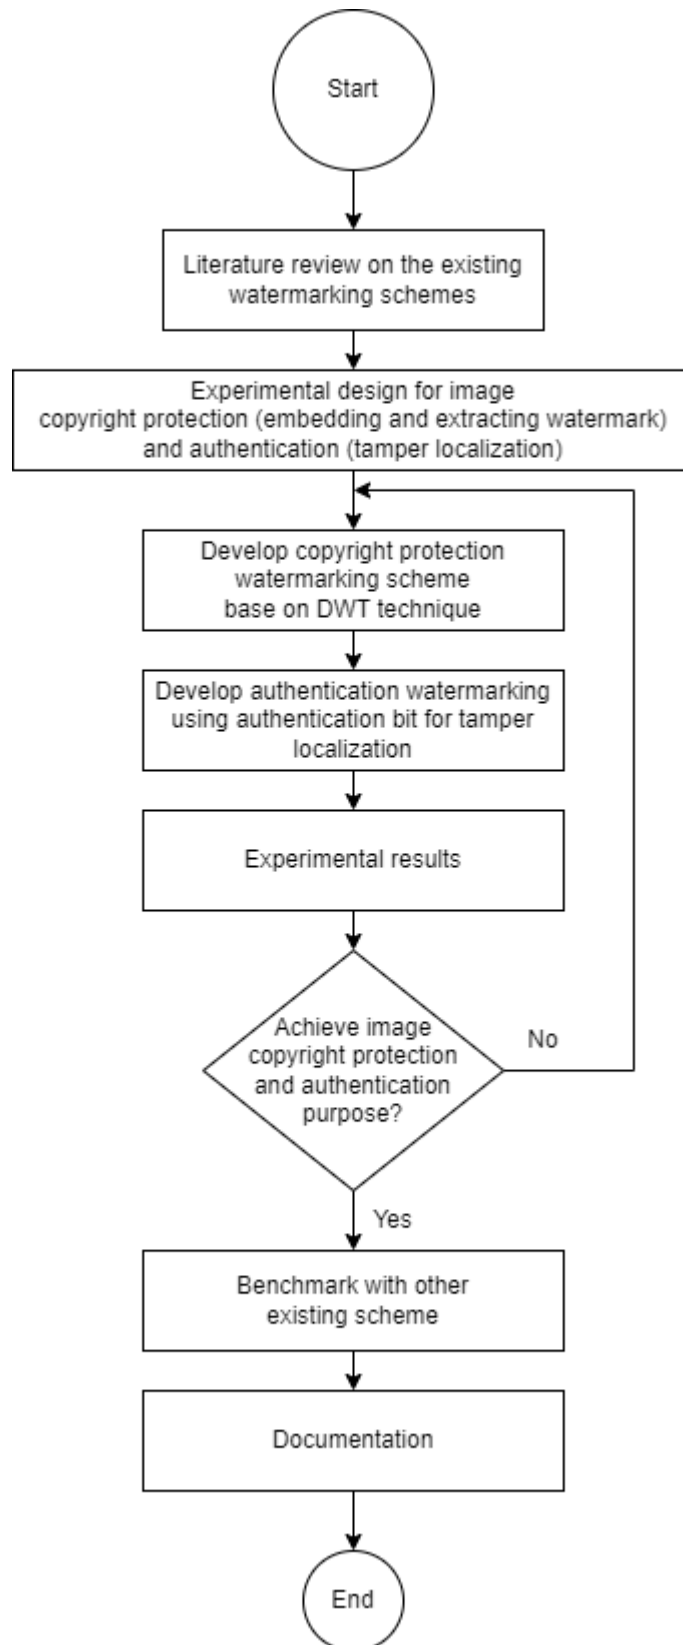 Start
Literature review on the existing
watermarking schemes
Experimental design for image
copyright protection (embedding and extracting watermark)
and authentication (tamper localization)
Develop copyright protection
watermarking scheme
base on DWT technique
Develop authentication watermarking
using authentication bit for tamper
localization
Experimental results
Achieve image
copyright protection
and authentication
purpose?
No
Yes
Benchmark with other
existing scheme
Documentation
End